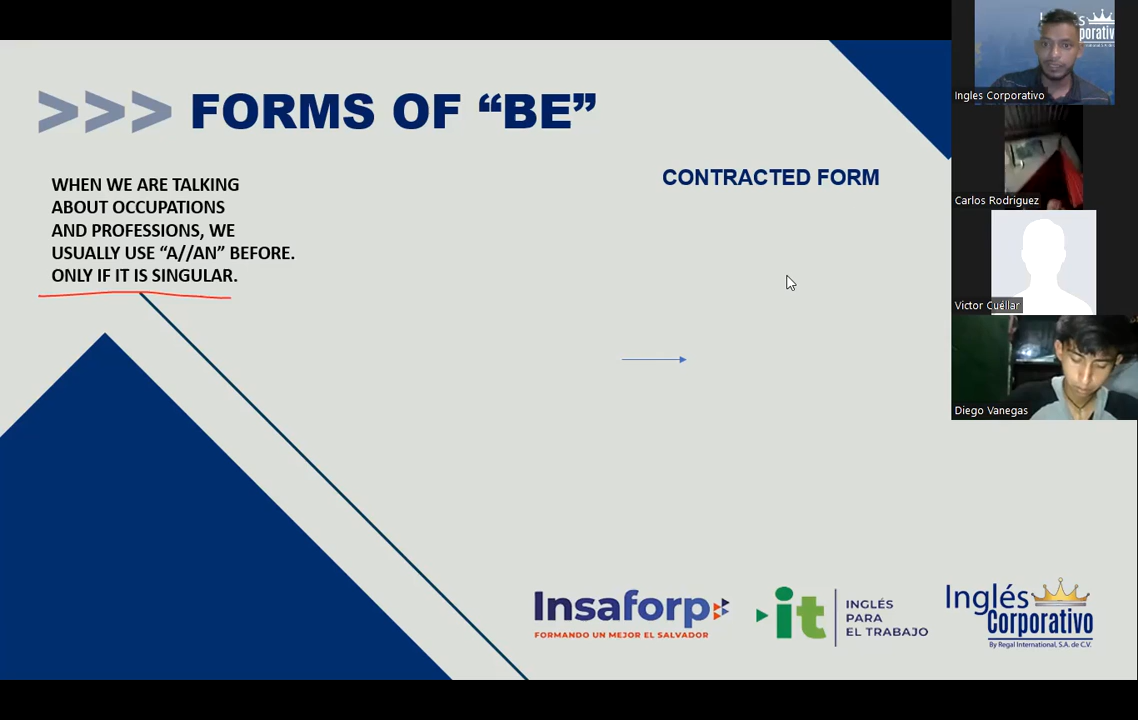 >>> FORMS OF “BE”
WHEN WE ARE TALKING
ABOUT OCCUPATIONS
AND PROFESSIONS, WE
USUALLY USE “A//AN” BEFORE.
ONLY IF IT IS SINGULAR.
CONTRACTED FORM
Insaforp
FORMANDO UN MEJOR EL SALVADOR
it
INGLÉS
PARA
EL TRABAJO
Inglés
Corporativo
By Regal International, S.A. de C.V.
Ingles Corporativo
Carlos Rodriguez
Victor Cuéllar
Diego Vanegas